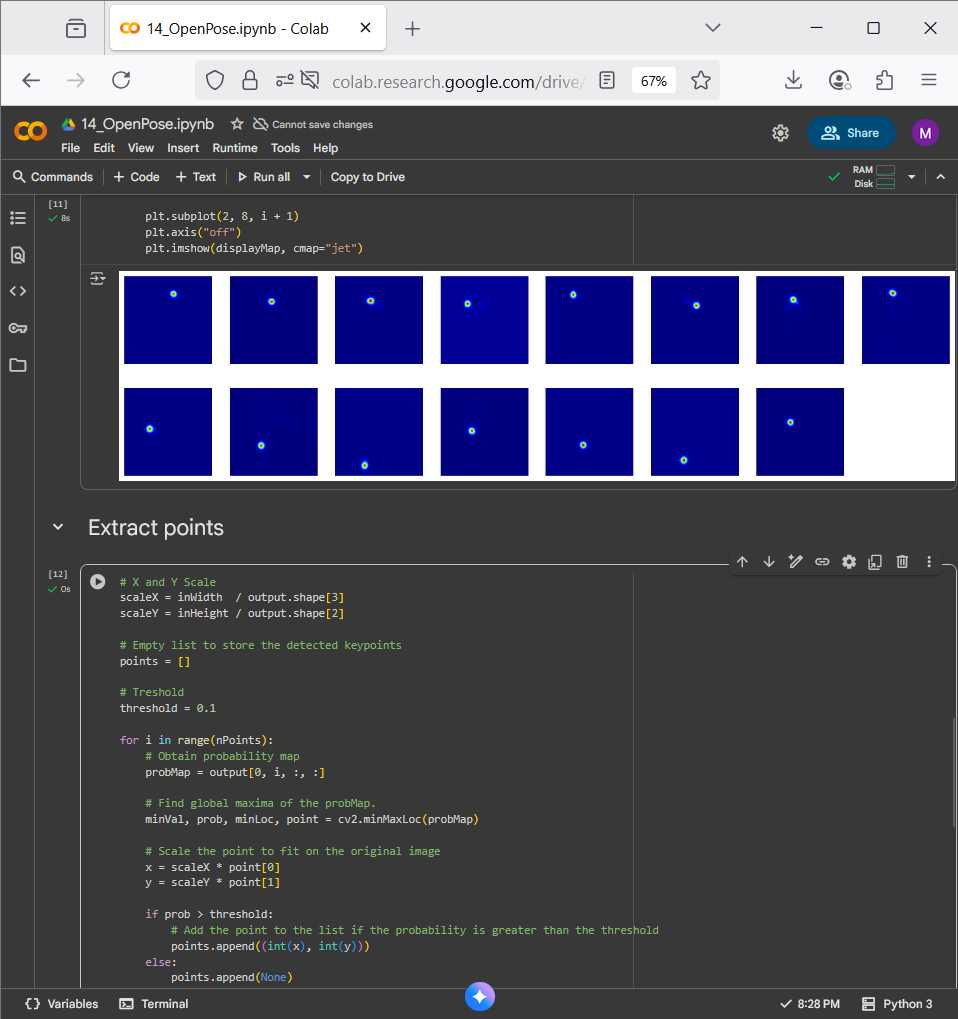 14_OpenPose.ipynb - Colab
colab.research.google.com/drive/
67%
14_OpenPose.ipynb
Cannot save changes
File Edit View Insert Runtime Tools Help
Share
M
Commands + Code + Text Run all Copy to Drive
RAM
Disk
[11]
8s
plt.subplot(2, 8, i + 1)
plt.axis("off")
plt.imshow(displayMap, cmap="jet")
Extract points
[12]
0s
# X and Y Scale
scaleX = inWidth  / output.shape[3]
scaleY = inHeight / output.shape[2]
# Empty list to store the detected keypoints
points = []
# Treshold
threshold = 0.1
for i in range(nPoints):
    # Obtain probability map
    probMap = output[0, i, :, :]
    # Find global maxima of the probMap.
    minVal, prob, minLoc, point = cv2.minMaxLoc(probMap)
    # Scale the point to fit on the original image
    x = scaleX * point[0]
    y = scaleY * point[1]
    if prob > threshold:
        # Add the point to the list if the probability is greater than the threshold
        points.append((int(x), int(y)))
    else:
        points.append(None)
Variables Terminal
8:28 PM Python 3